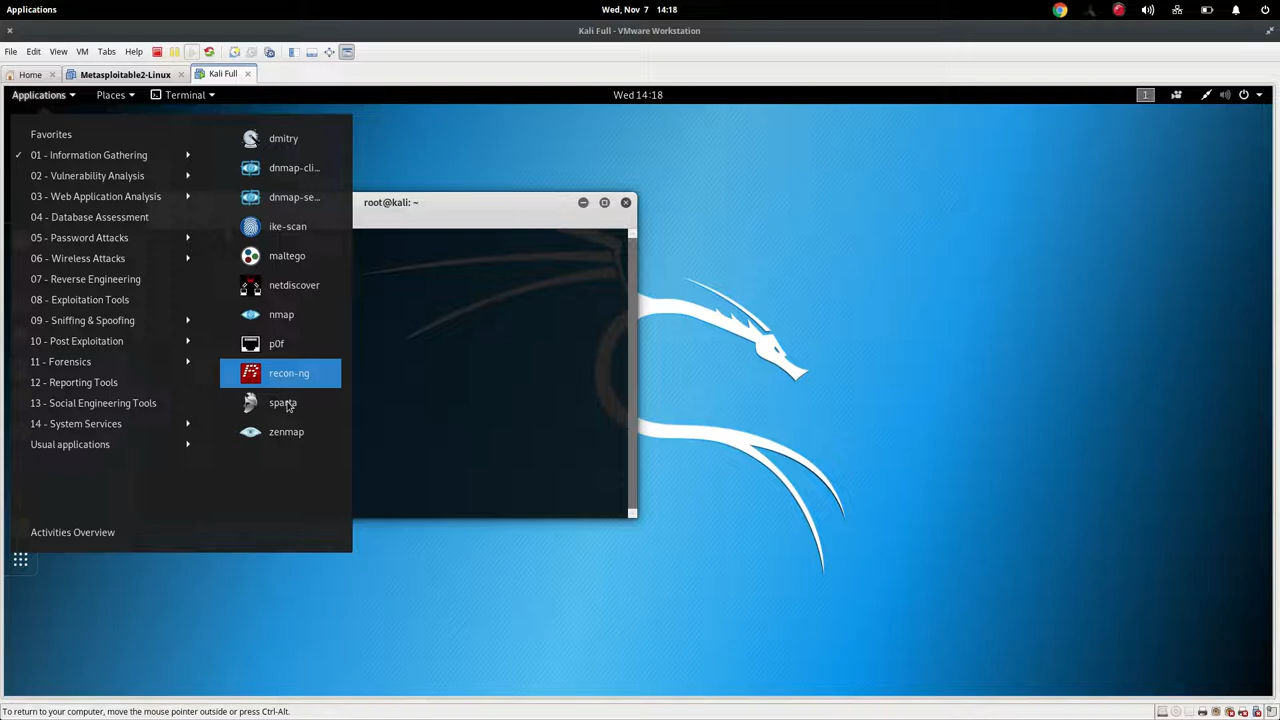 Applications
Wed, Nov 7 14:18
Kali Full - VMware Workstation
File Edit View VM Tabs Help
Home Metasploitable2-Linux Kali Full
Applications Places Terminal Wed 14:18 1
Favorites
01 - Information Gathering
02 - Vulnerability Analysis
03 - Web Application Analysis
04 - Database Assessment
05 - Password Attacks
06 - Wireless Attacks
07 - Reverse Engineering
08 - Exploitation Tools
09 - Sniffing & Spoofing
10 - Post Exploitation
11 - Forensics
12 - Reporting Tools
13 - Social Engineering Tools
14 - System Services
Usual applications
Activities Overview
dmitry
dnmap-cli...
dnmap-se...
ike-scan
maltego
netdiscover
nmap
p0f
recon-ng
sparta
zenmap
root@kali: ~
To return to your computer, move the mouse pointer outside or press Ctrl-Alt.